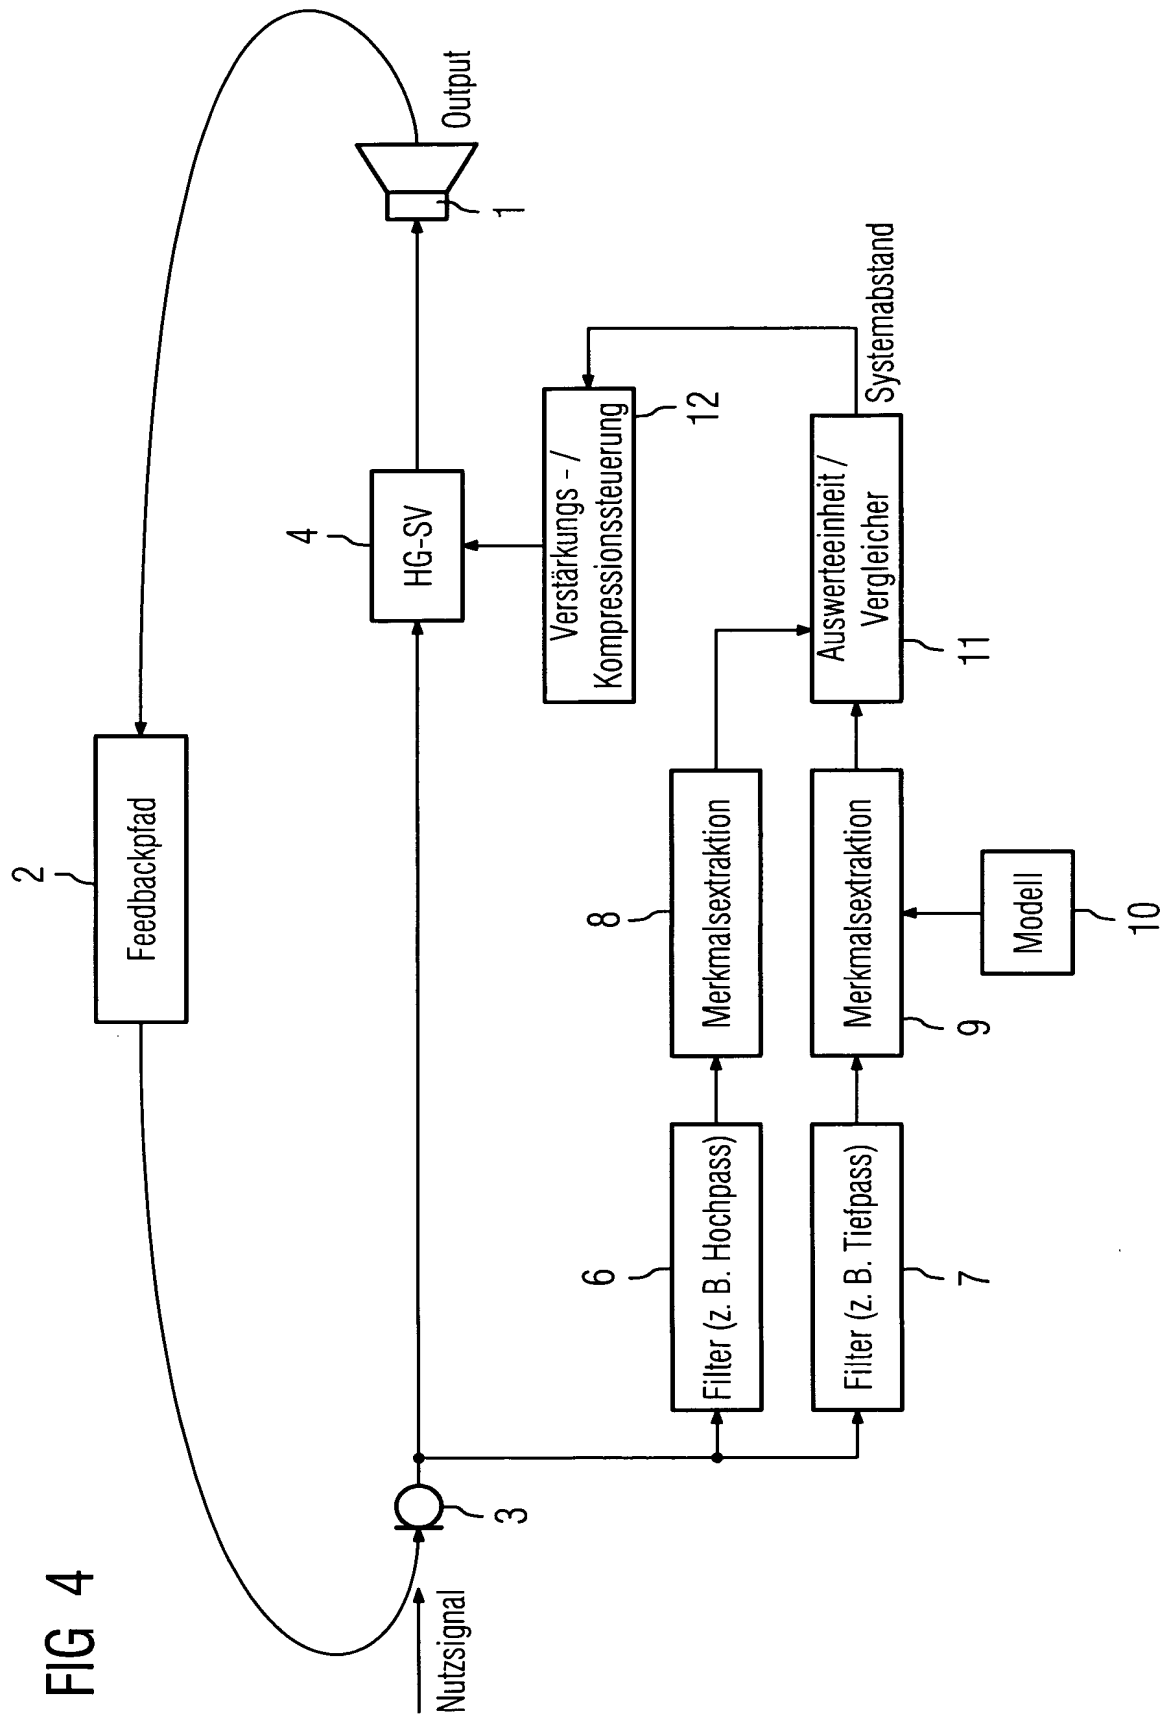 FIG 4
2
Feedbackpfad
Nutzsignal
3
4
HG-SV
1
Output
Verstärkungs - /
Kompressionssteuerung
12
6
Filter (z. B. Hochpass)
8
Merkmalsextraktion
Filter (z. B. Tiefpass)
7
Merkmalsextraktion
9
Auswerteeinheit /
Vergleicher
11
Systemabstand
Modell
10